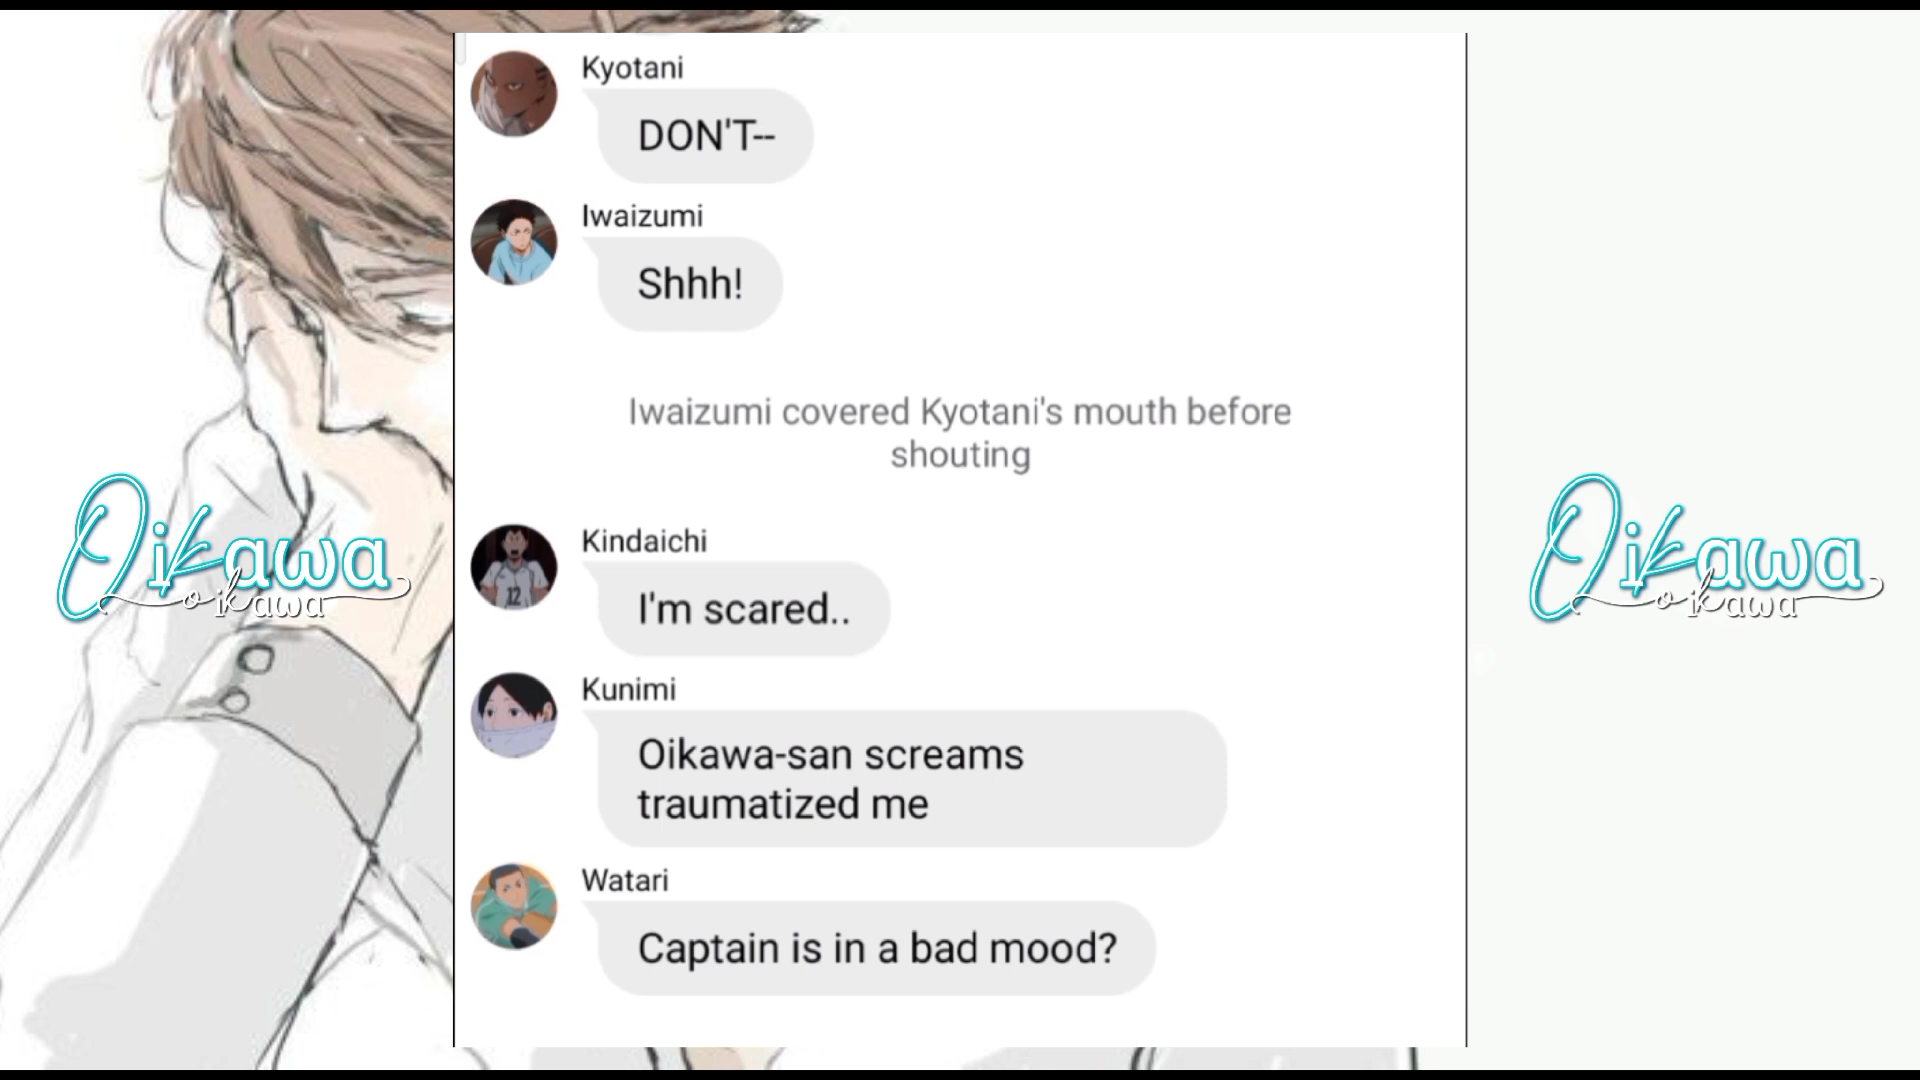 Kyotani
DON'T--
Iwaizumi
Shhh!
Iwaizumi covered Kyotani's mouth before
shouting
Kindaichi
12
I'm scared..
Kunimi
Oikawa-san screams
traumatized me
Watari
Captain is in a bad mood?
Oikawa
oikawa
Oikawa
oikawa